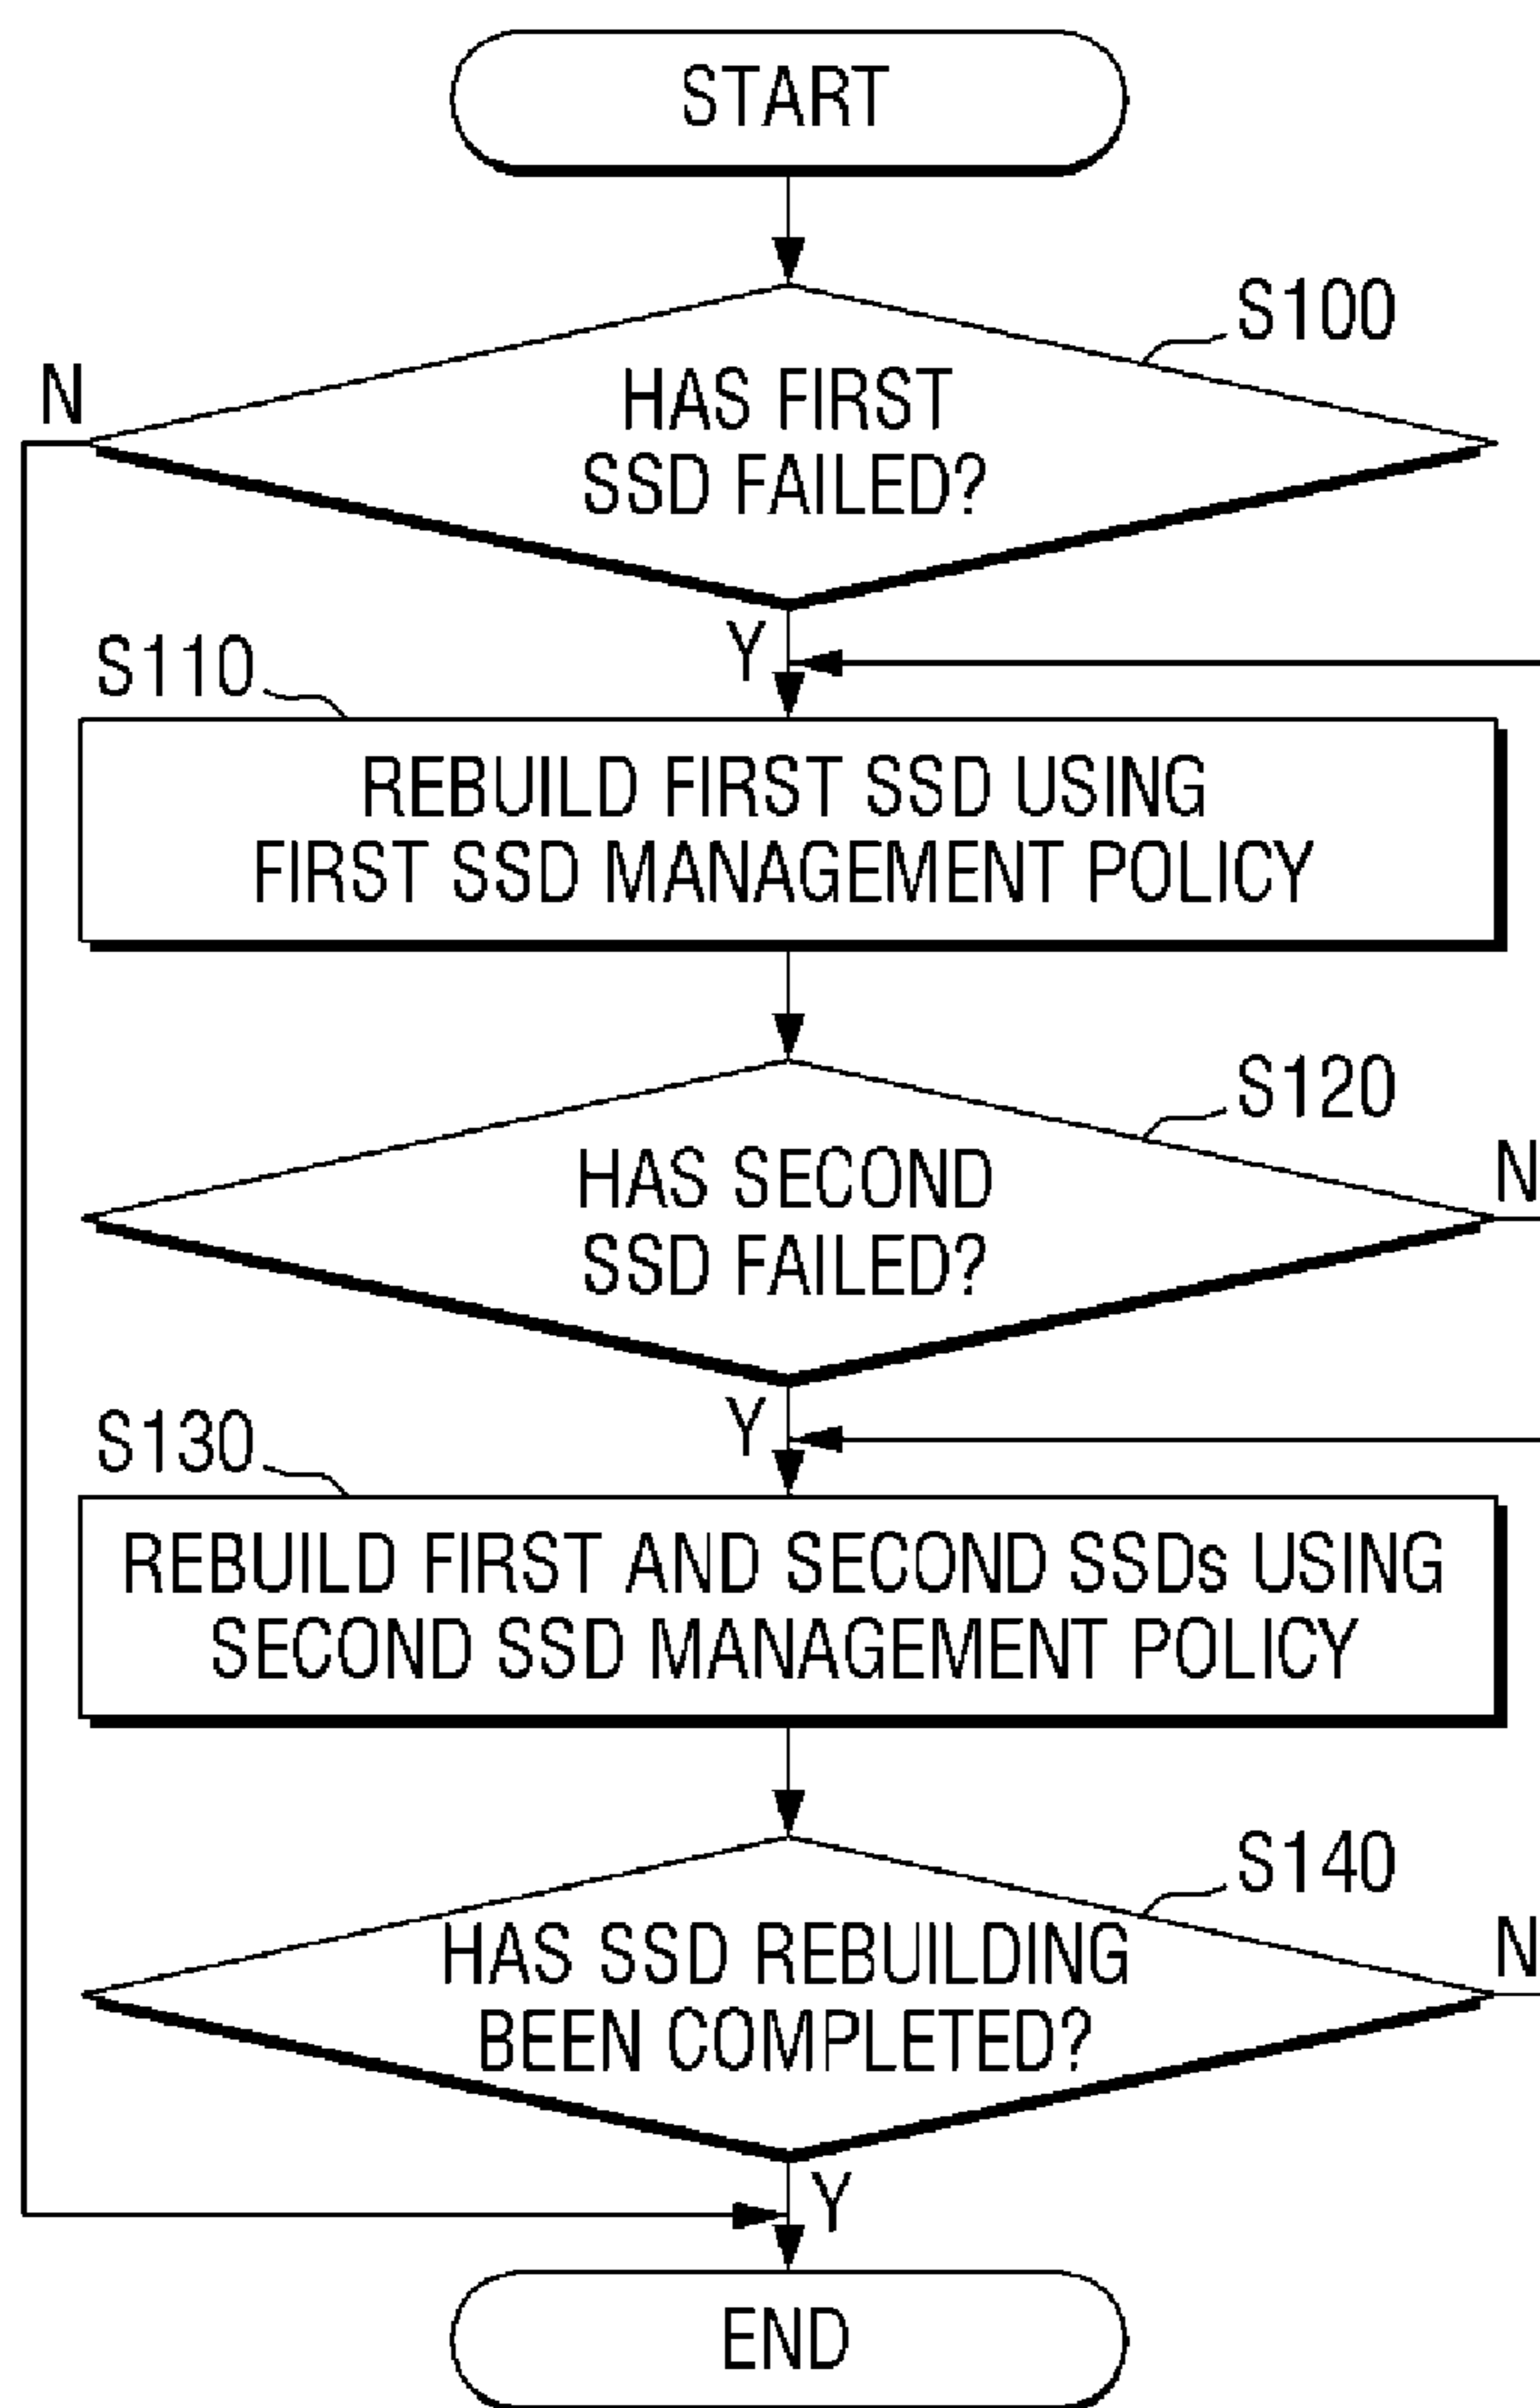 START
S100
N
HAS FIRST
SSD FAILED?
Y
S110
REBUILD FIRST SSD USING
FIRST SSD MANAGEMENT POLICY
S120
HAS SECOND
SSD FAILED?
N
Y
S130
REBUILD FIRST AND SECOND SSDs USING
SECOND SSD MANAGEMENT POLICY
S140
HAS SSD REBUILDING
BEEN COMPLETED?
N
Y
END